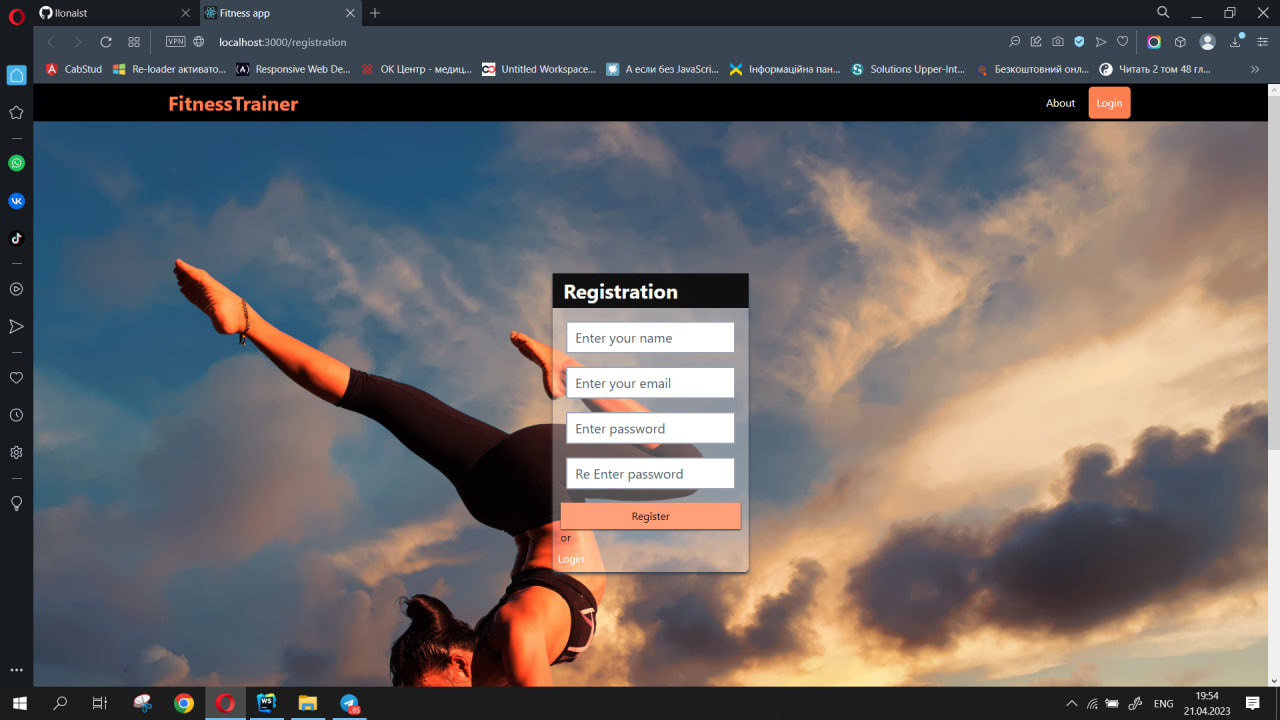 IlonaIst
Fitness app
VPN
localhost:3000/registration
CabStud
Re-loader активато...
Responsive Web De...
ОК Центр - медиц...
Untitled Workspace...
А если без JavaScri...
Інформаційна пан...
Solutions Upper-Int...
Безкоштовний онл...
Читать 2 том 48 гл...
FitnessTrainer
About
Login
Registration
Enter your name
Enter your email
Enter password
Re Enter password
Register
or
Login
WS
ENG
19:54
21.04.2023